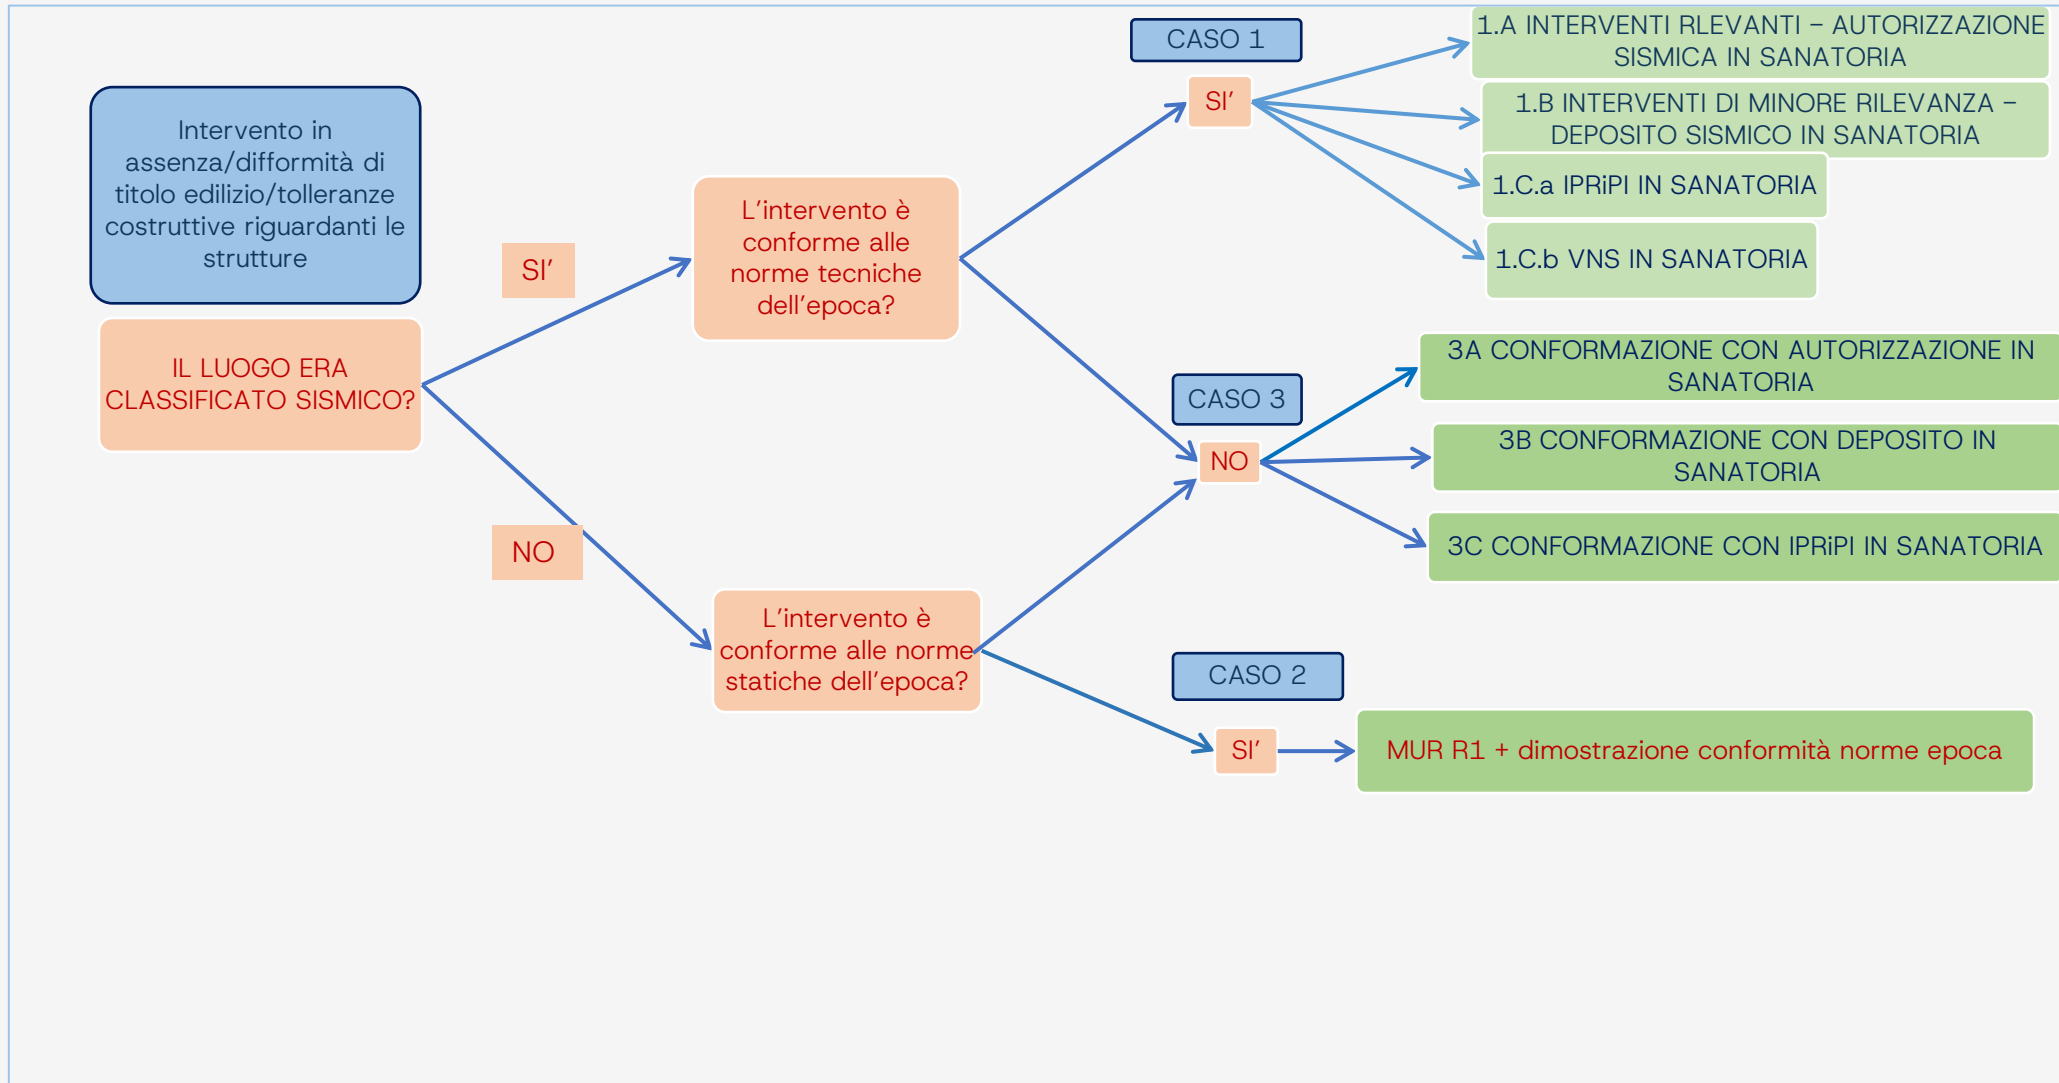 Intervento in
assenza/difformità di
titolo edilizio/tolleranze
costruttive riguardanti le
strutture
IL LUOGO ERA
CLASSIFICATO SISMICO?
SI’
NO
L’intervento è
conforme alle
norme tecniche
dell’epoca?
L’intervento è
conforme alle norme
statiche dell’epoca?
CASO 1
SI’
1.A INTERVENTI RLEVANTI – AUTORIZZAZIONE
SISMICA IN SANATORIA
1.B INTERVENTI DI MINORE RILEVANZA –
DEPOSITO SISMICO IN SANATORIA
1.C.a IPRiPI IN SANATORIA
1.C.b VNS IN SANATORIA
CASO 3
NO
3A CONFORMAZIONE CON AUTORIZZAZIONE IN
SANATORIA
3B CONFORMAZIONE CON DEPOSITO IN
SANATORIA
3C CONFORMAZIONE CON IPRiPI IN SANATORIA
CASO 2
SI’
MUR R1 + dimostrazione conformità norme epoca